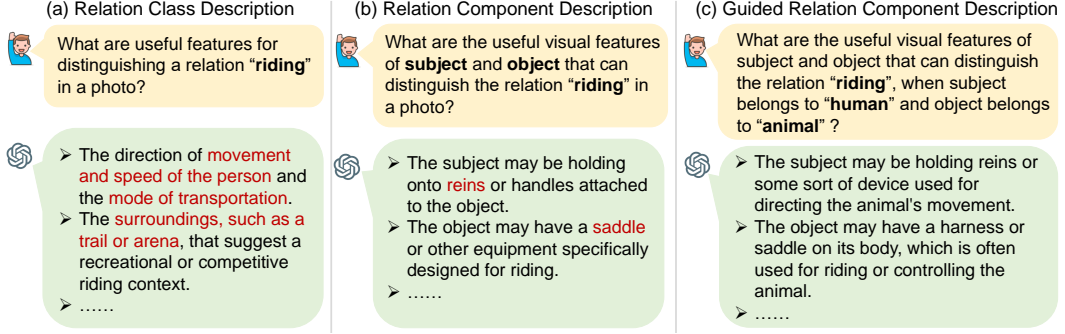 (a) Relation Class Description
What are useful features for
distinguishing a relation “riding”
in a photo?
➢ The direction of movement
and speed of the person and
the mode of transportation.
➢ The surroundings, such as a
trail or arena, that suggest a
recreational or competitive
riding context.
➢ ……
(b) Relation Component Description
What are the useful visual features
of subject and object that can
distinguish the relation “riding” in
a photo?
➢ The subject may be holding
onto reins or handles attached
to the object.
➢ The object may have a saddle
or other equipment specifically
designed for riding.
➢ ……
(c) Guided Relation Component Description
What are the useful visual features of
subject and object that can distinguish
the relation “riding”, when subject
belongs to “human” and object belongs
to “animal” ?
➢ The subject may be holding reins or
some sort of device used for
directing the animal's movement.
➢ The object may have a harness or
saddle on its body, which is often
used for riding or controlling the
animal.
➢ ……